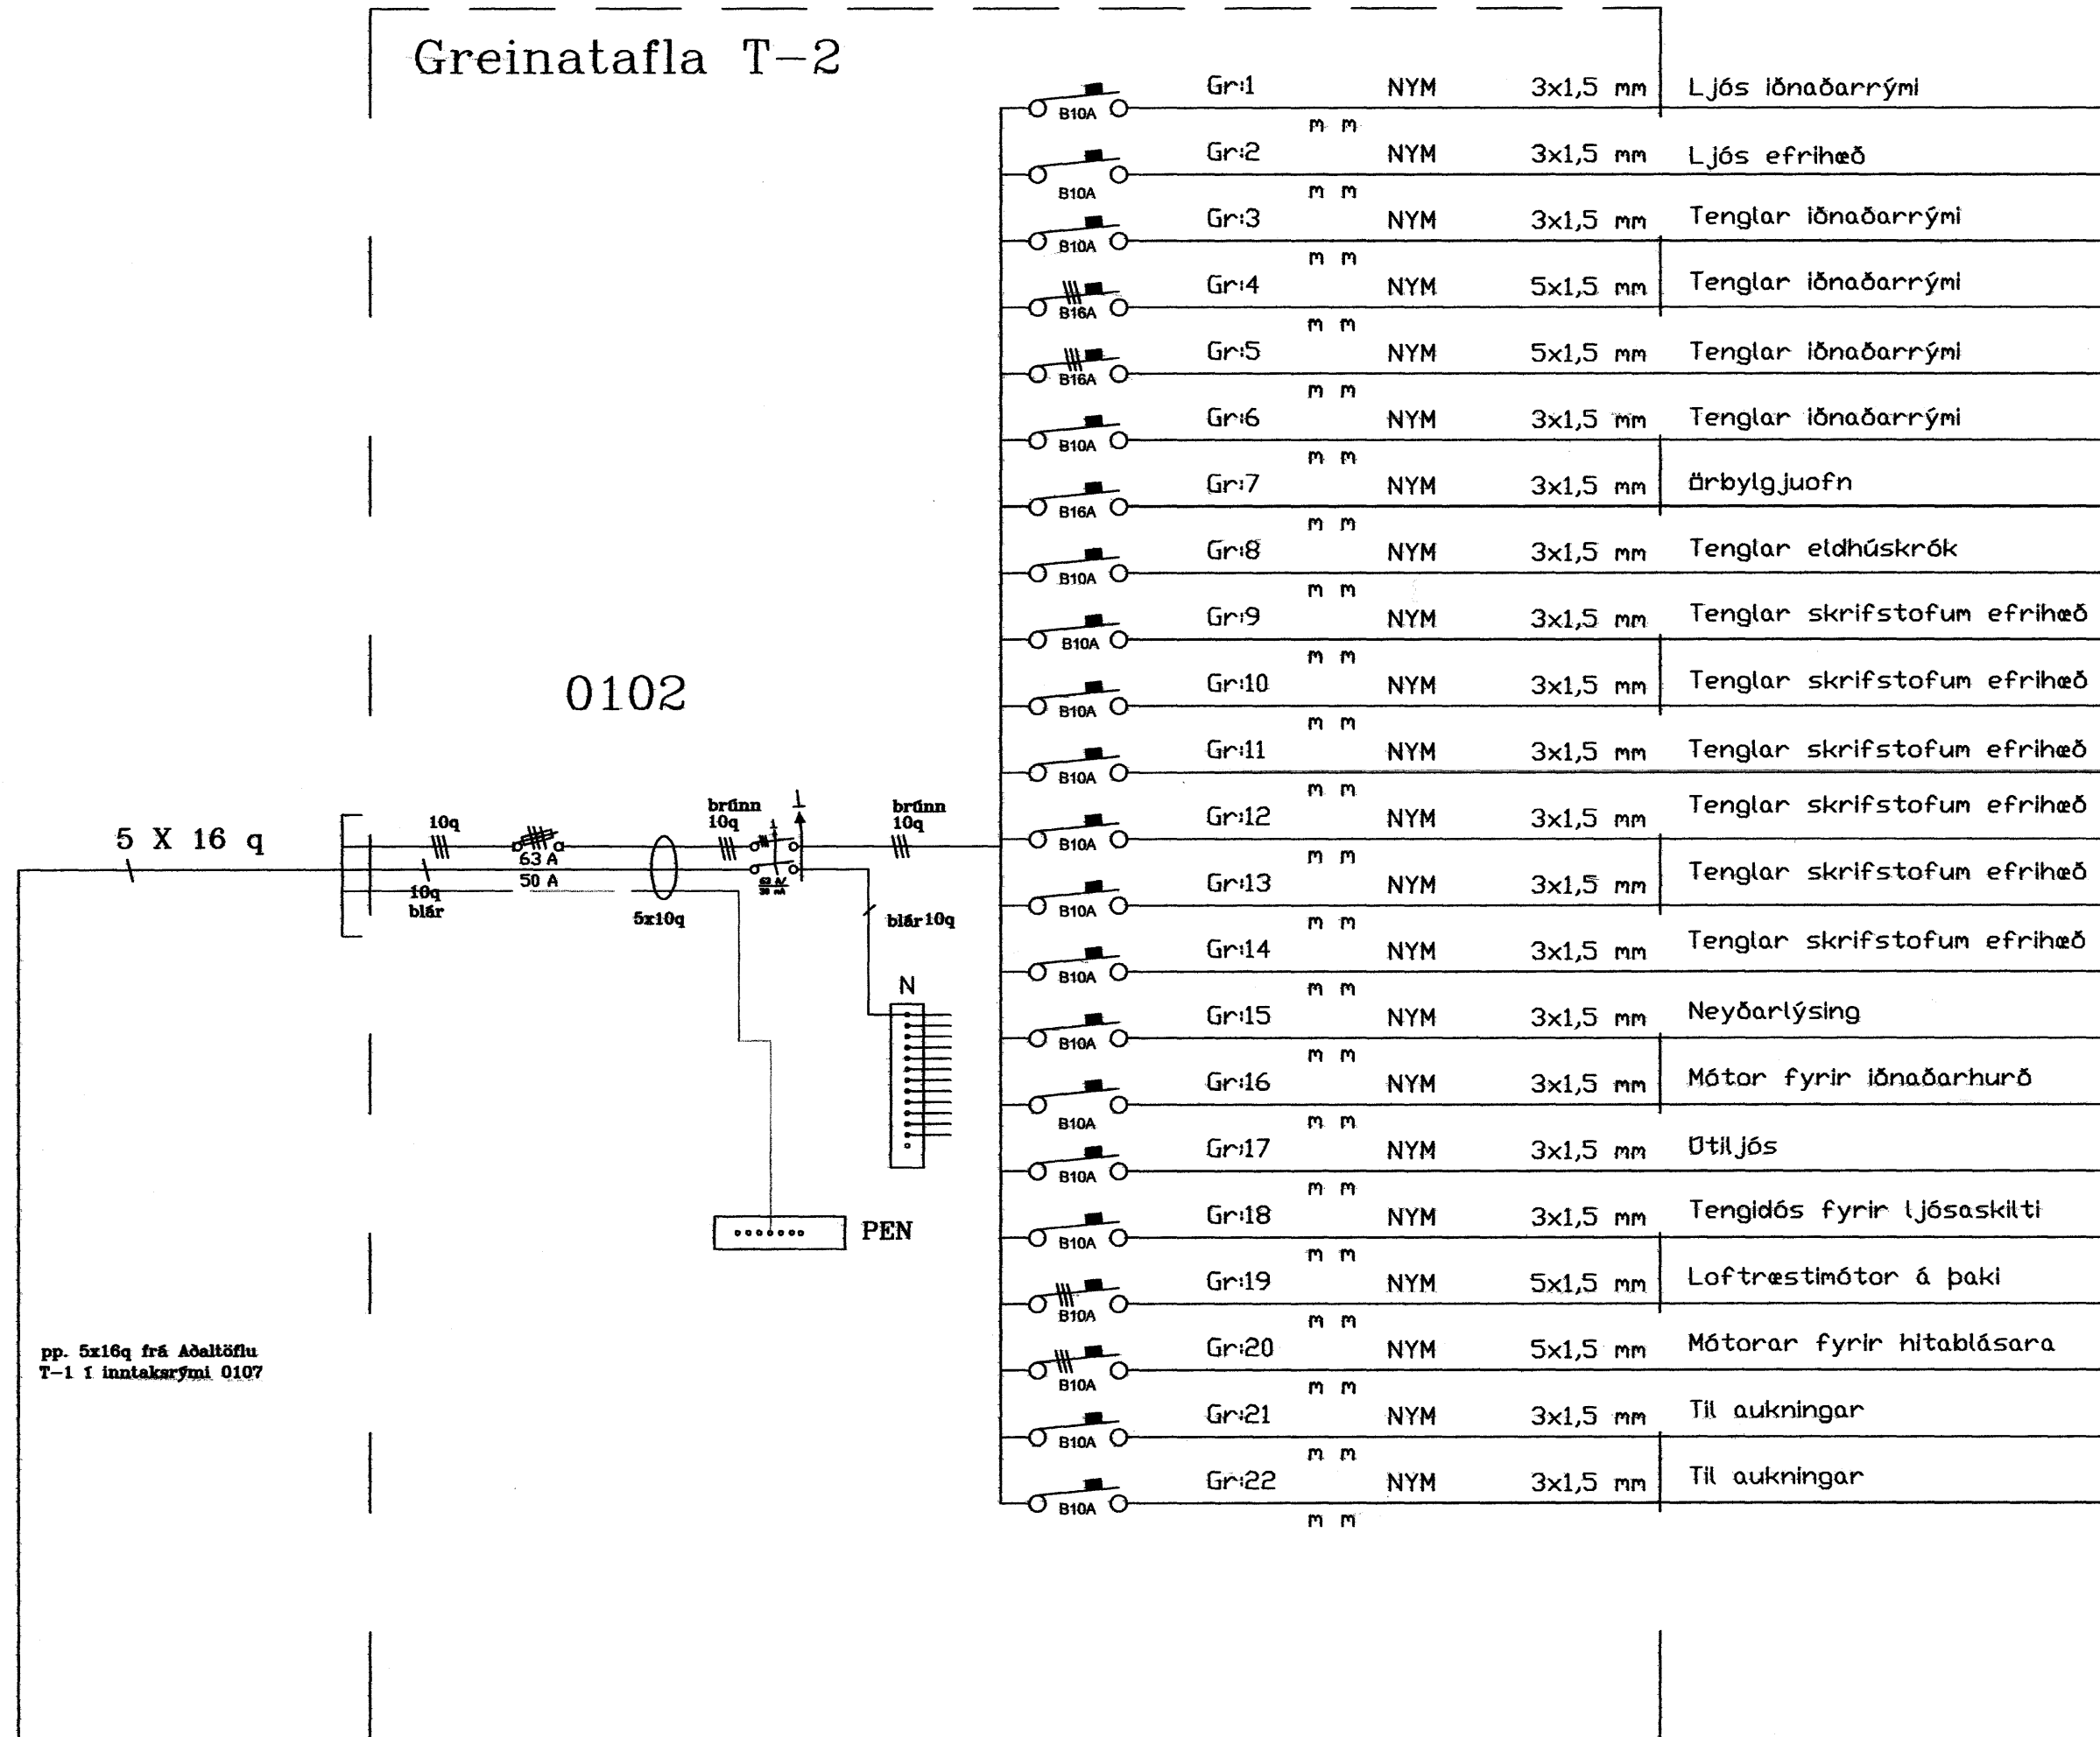 Greinatafla T-2
Gr:1 NYM 3x1,5 mm Ljós iðnaðarrými
B10A
m m
Gr:2 NYM 3x1,5 mm Ljós efrihæð
B10A
m m
Gr:3 NYM 3x1,5 mm Tenglar iðnaðarrými
B10A
m m
Gr:4 NYM 5x1,5 mm Tenglar iðnaðarrými
B16A
m m
Gr:5 NYM 5x1,5 mm Tenglar iðnaðarrými
B16A
m m
Gr:6 NYM 3x1,5 mm Tenglar iðnaðarrými
B10A
m m
Gr:7 NYM 3x1,5 mm örbylgjuofn
B16A
m m
Gr:8 NYM 3x1,5 mm Tenglar eldhúskrók
B10A
m m
Gr:9 NYM 3x1,5 mm Tenglar skrifstofum efrihæð
B10A
m m
Gr:10 NYM 3x1,5 mm Tenglar skrifstofum efrihæð
B10A
m m
Gr:11 NYM 3x1,5 mm Tenglar skrifstofum efrihæð
B10A
m m
Gr:12 NYM 3x1,5 mm Tenglar skrifstofum efrihæð
B10A
m m
Gr:13 NYM 3x1,5 mm Tenglar skrifstofum efrihæð
B10A
m m
Gr:14 NYM 3x1,5 mm Tenglar skrifstofum efrihæð
B10A
m m
Gr:15 NYM 3x1,5 mm Neyðarlýsing
B10A
m m
Gr:16 NYM 3x1,5 mm Mótor fyrir iðnaðarhurð
B10A
m m
Gr:17 NYM 3x1,5 mm Útiljós
B10A
m m
Gr:18 NYM 3x1,5 mm Tengidós fyrir ljósaskilti
B10A
m m
Gr:19 NYM 5x1,5 mm Loftræstimótor á þaki
B10A
m m
Gr:20 NYM 5x1,5 mm Mótorar fyrir hitablásara
B10A
m m
Gr:21 NYM 3x1,5 mm Til aukningar
B10A
m m
Gr:22 NYM 3x1,5 mm Til aukningar
B10A
m m
0102
5 X 16 q
10q
63 A
50 A
10q
blár
5x10q
brúnn
10q
63 A/
30 mA
brúnn
10q
blár 10q
N
PEN
pp. 5x16q frá Aðaltöflu
T-1 í inntaksrými 0107